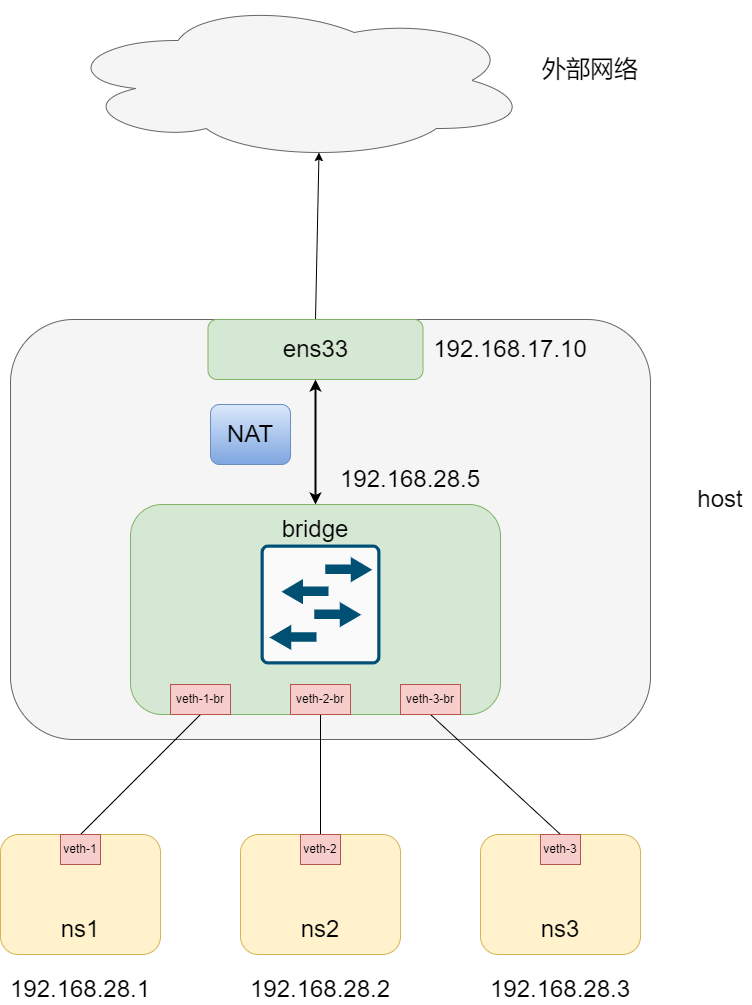 外部网络
ens33
192.168.17.10
NAT
192.168.28.5
host
bridge
veth-1-br
veth-2-br
veth-3-br
veth-1
veth-2
veth-3
ns1
ns2
ns3
192.168.28.1
192.168.28.2
192.168.28.3